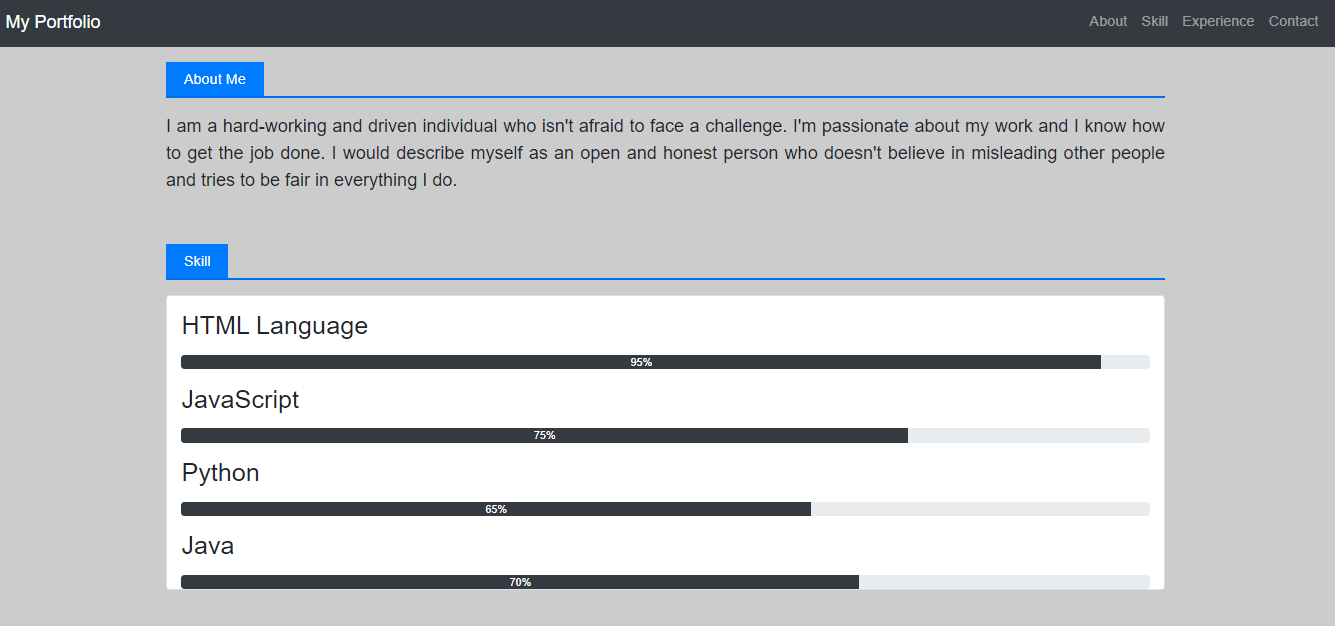 My Portfolio
About Skill Experience Contact
About Me
I am a hard-working and driven individual who isn't afraid to face a challenge. I'm passionate about my work and I know how
to get the job done. I would describe myself as an open and honest person who doesn't believe in misleading other people
and tries to be fair in everything I do.
Skill
HTML Language
95%
JavaScript
75%
Python
65%
Java
70%